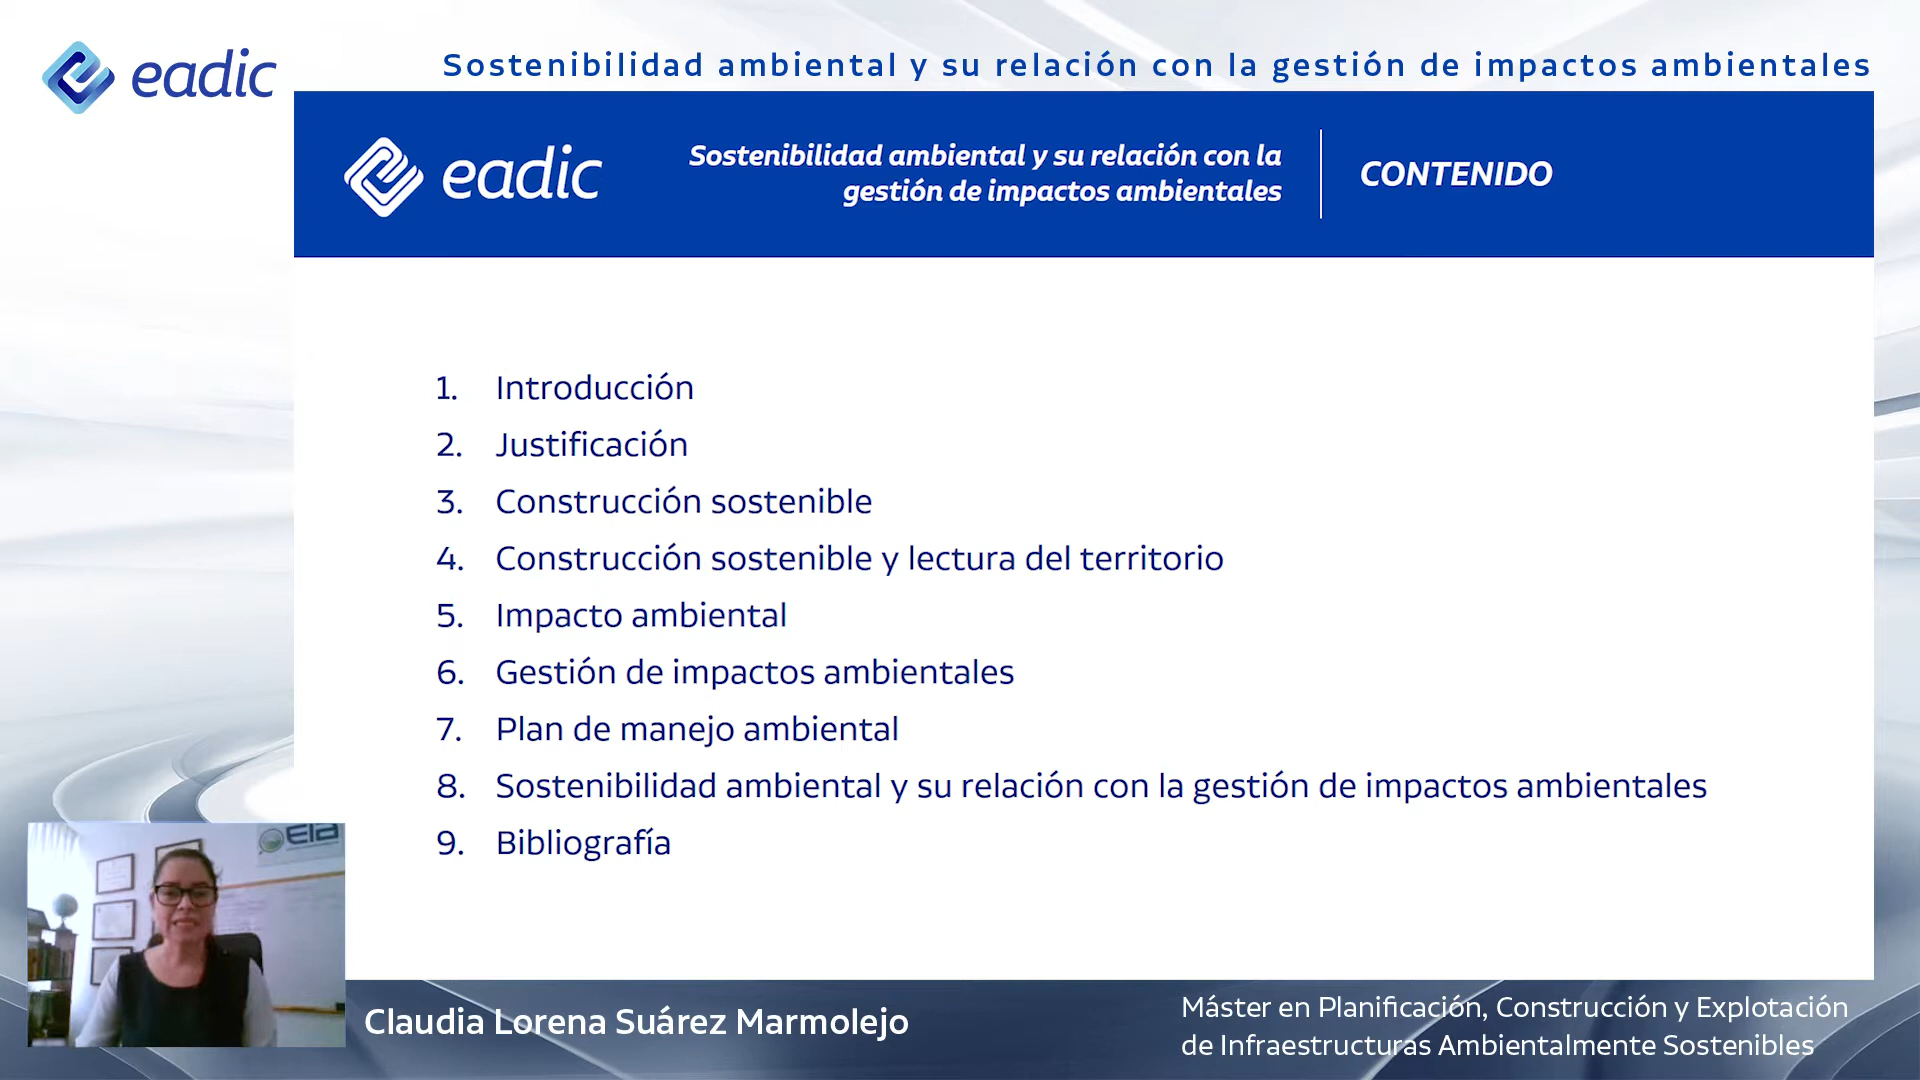 eadic
Sostenibilidad ambiental y su relación con la gestión de impactos ambientales
eadic
Sostenibilidad ambiental y su relación con la
gestión de impactos ambientales
CONTENIDO
1. Introducción
2. Justificación
3. Construcción sostenible
4. Construcción sostenible y lectura del territorio
5. Impacto ambiental
6. Gestión de impactos ambientales
7. Plan de manejo ambiental
8. Sostenibilidad ambiental y su relación con la gestión de impactos ambientales
9. Bibliografía
Claudia Lorena Suárez Marmolejo
Máster en Planificación, Construcción y Explotación
de Infraestructuras Ambientalmente Sostenibles